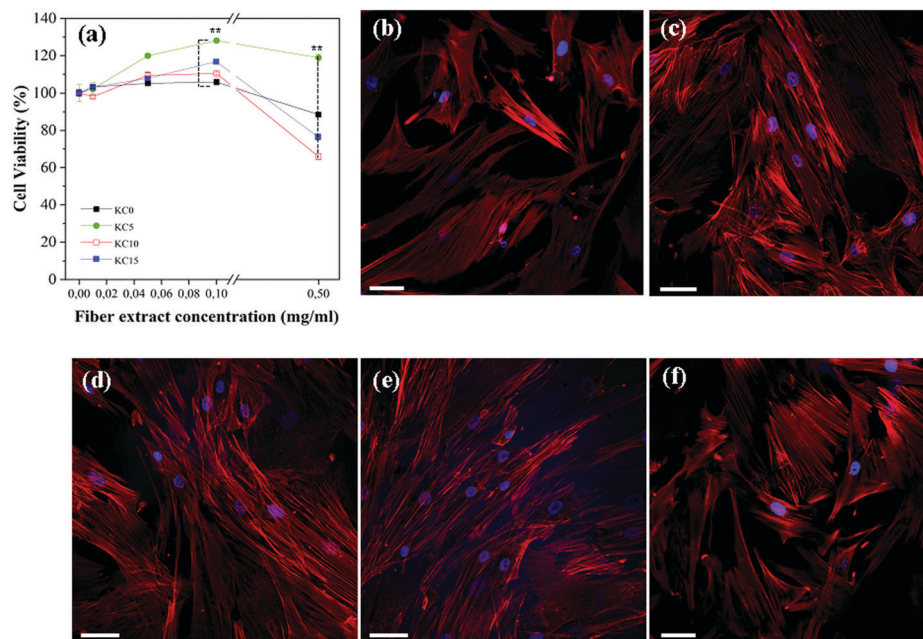 (a)
Cell Viability (%)
140
120
100
80
60
40
20
0
**
**
KC0
KC5
KC10
KC15
0,00 0,02 0,04 0,06 0,08 0,10 0,50
Fiber extract concentration (mg/ml)
(b)
(c)
(d)
(e)
(f)